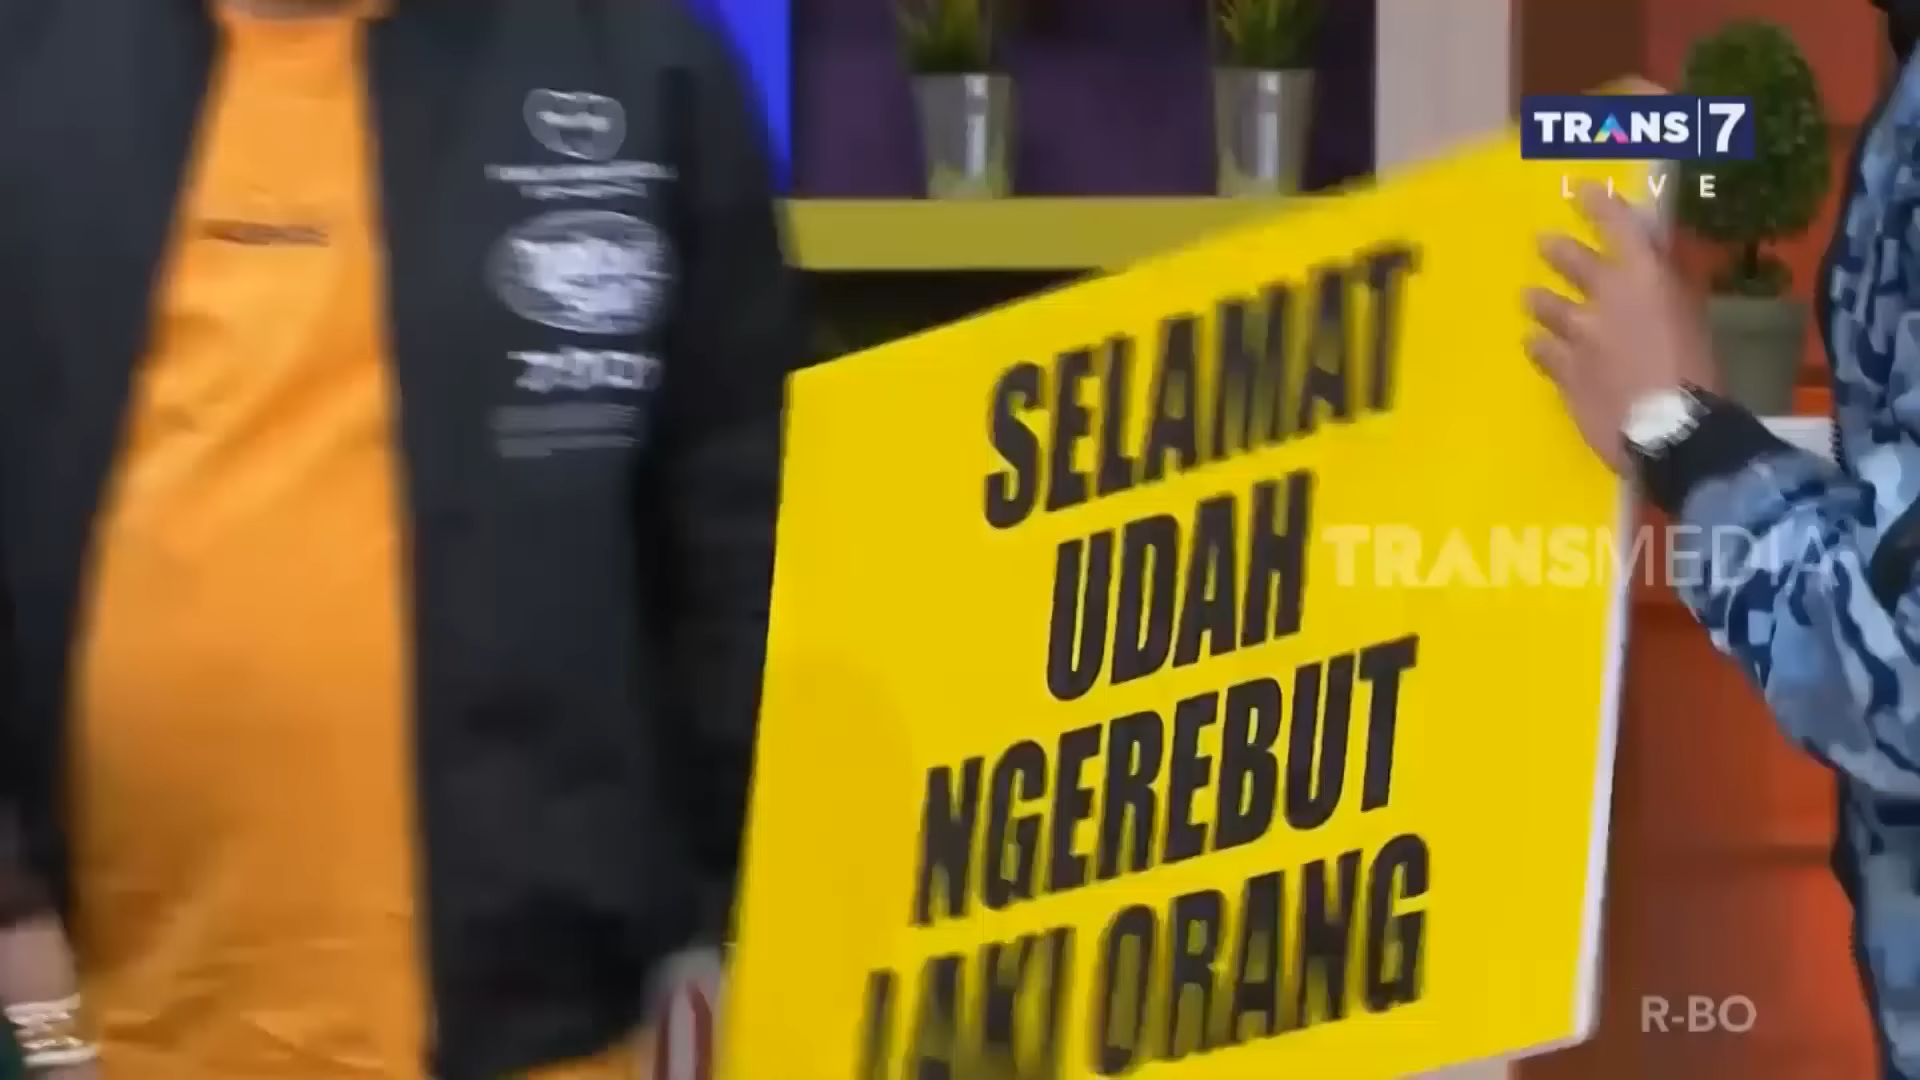 TRANS|7
LIVE
SELAMAT
UDAH
TRANSMEDIA
NGEREBUT
LAKI ORANG
R-BO